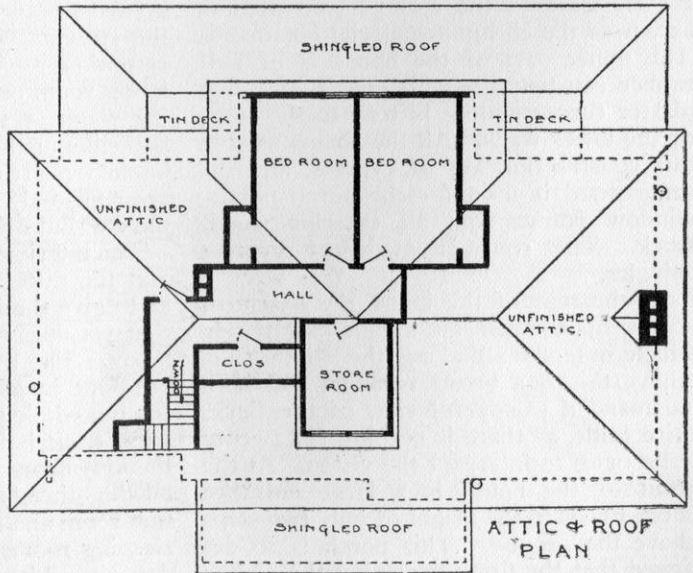 SHINGLED ROOF
TIN DECK
TIN DECK
BED ROOM
BED ROOM
UNFINISHED
ATTIC
HALL
UNFINISHED
ATTIC
CLOS
STORE
ROOM
DOWN
SHINGLED ROOF
ATTIC & ROOF
PLAN